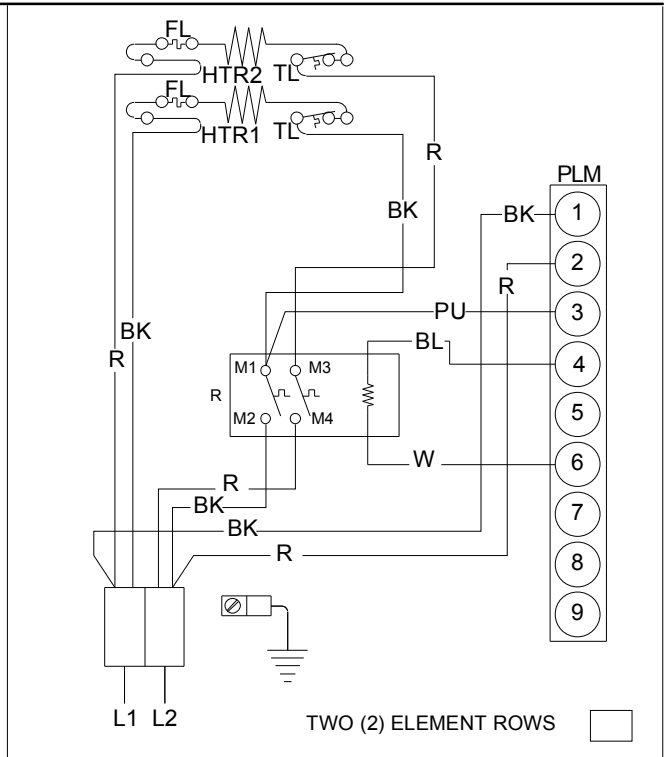 FL
HTR2 TL
FL
HTR1 TL
R
PLM
BK
BK 1
2
R
PU 3
BK
R
BL 4
M1 M3
R
5
M2 M4
W 6
R
BK
7
BK
R
8
9
L1 L2
TWO (2) ELEMENT ROWS